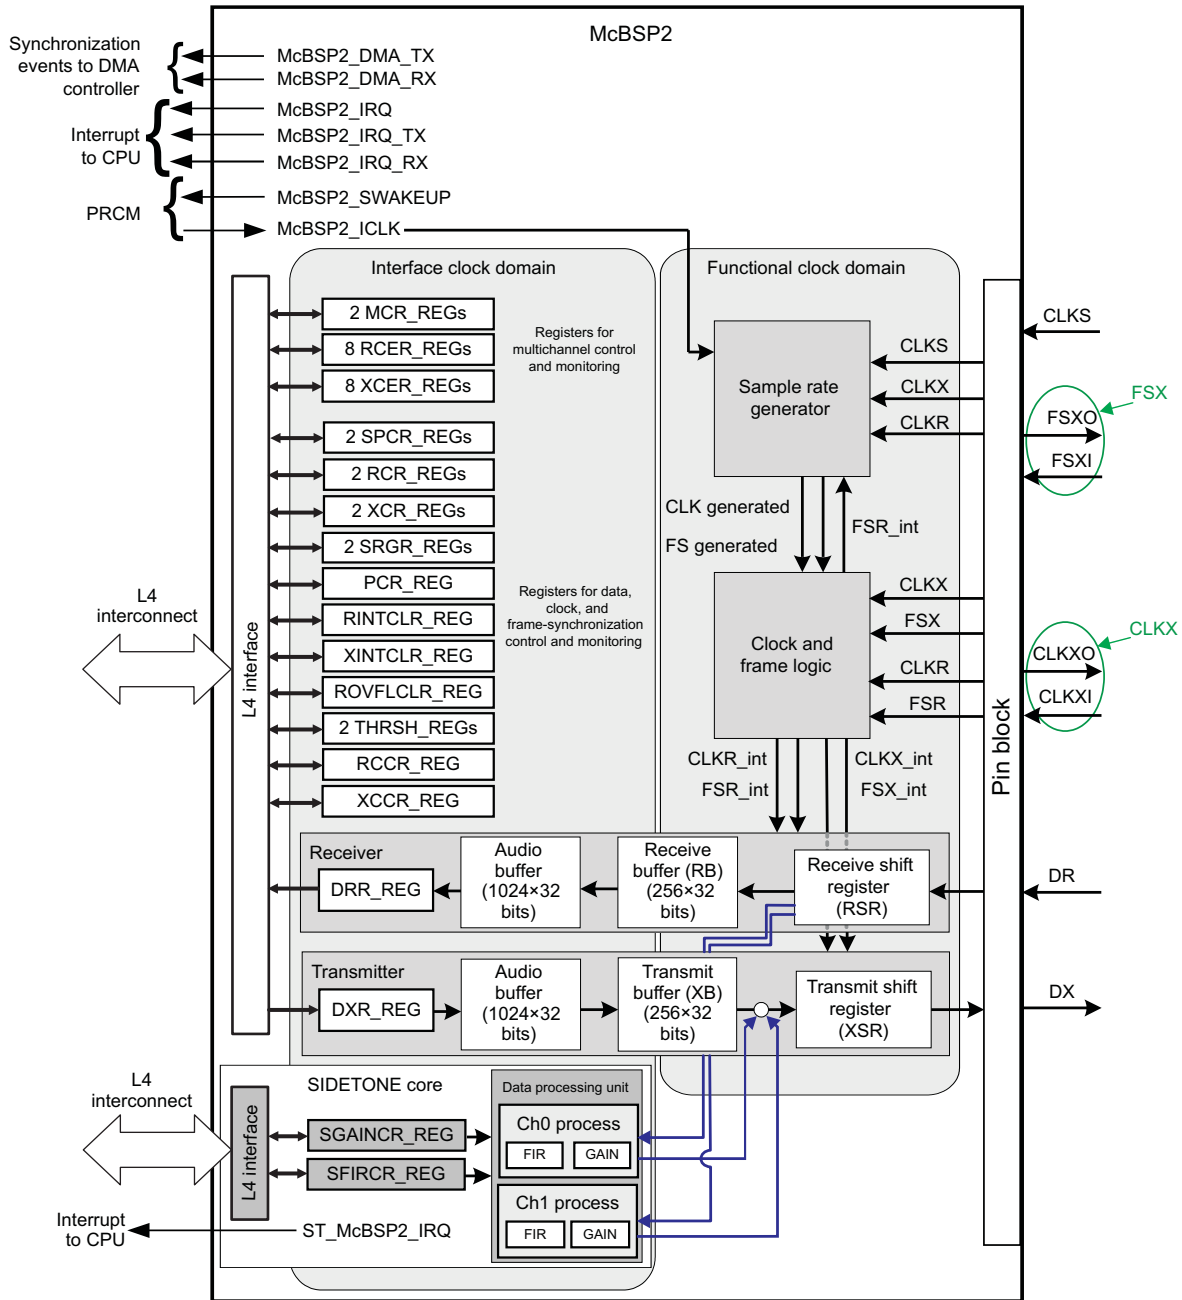 McBSP2
Synchronization
events to DMA
controller
McBSP2_DMA_TX
McBSP2_DMA_RX
Interrupt
to CPU
McBSP2_IRQ
McBSP2_IRQ_TX
McBSP2_IRQ_RX
PRCM
McBSP2_SWAKEUP
McBSP2_ICLK
Interface clock domain
Functional clock domain
L4
interconnect
L4 interface
2 MCR_REGs
8 RCER_REGs
8 XCER_REGs
Registers for
multichannel control
and monitoring
2 SPCR_REGs
2 RCR_REGs
2 XCR_REGs
2 SRGR_REGs
PCR_REG
RINTCLR_REG
XINTCLR_REG
ROVFLCLR_REG
2 THRSH_REGs
RCCR_REG
XCCR_REG
Registers for data,
clock, and
frame-synchronization
control and monitoring
Sample rate
generator
CLKS
CLKX
CLKR
CLK generated
FS generated
FSR_int
Clock and
frame logic
CLKX
FSX
CLKR
FSR
CLKR_int
FSR_int
CLKX_int
FSX_int
Pin block
CLKS
FSX
FSXO
FSXI
CLKX
CLKXO
CLKXI
DR
DX
Receiver
DRR_REG
Audio
buffer
(1024×32
bits)
Receive
buffer (RB)
(256×32
bits)
Receive shift
register
(RSR)
Transmitter
DXR_REG
Audio
buffer
(1024×32
bits)
Transmit
buffer (XB)
(256×32
bits)
Transmit shift
register
(XSR)
L4
interconnect
L4 interface
SIDETONE core
SGAINCR_REG
SFIRCR_REG
Data processing unit
Ch0 process
FIR
GAIN
Ch1 process
FIR
GAIN
Interrupt
to CPU
ST_McBSP2_IRQ